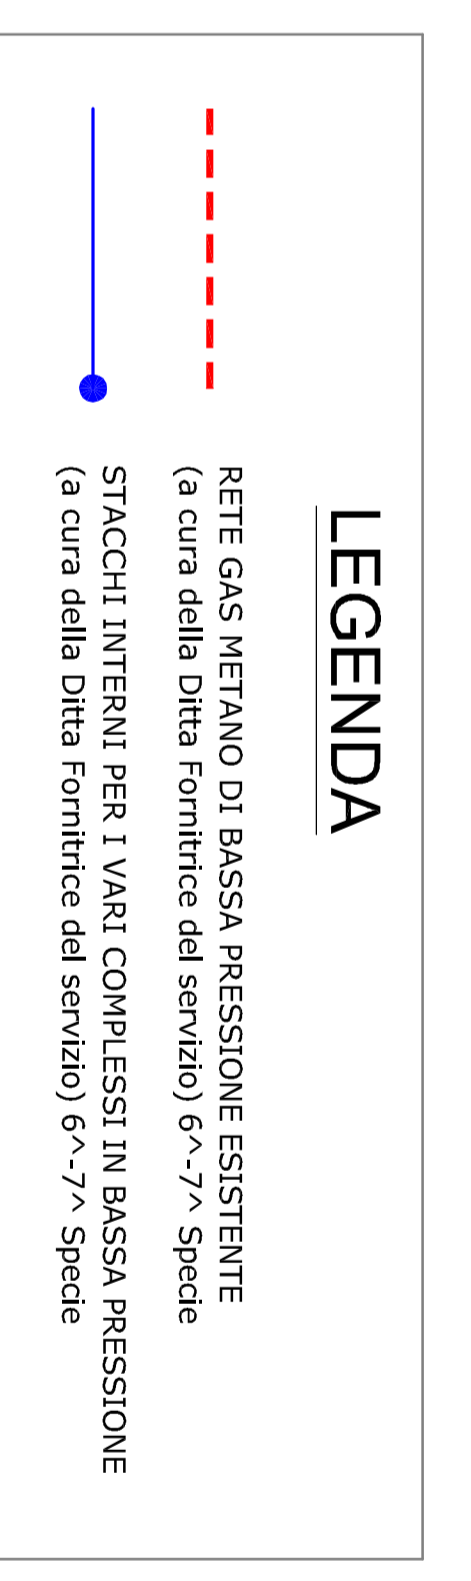 LEGENDA
RETE GAS METANO DI BASSA PRESSIONE ESISTENTE
(a cura della Ditta Fornitrice del servizio) 6^-7^ Specie
STACCHI INTERNI PER I VARI COMPLESSI IN BASSA PRESSIONE
(a cura della Ditta Fornitrice del servizio) 6^-7^ Specie